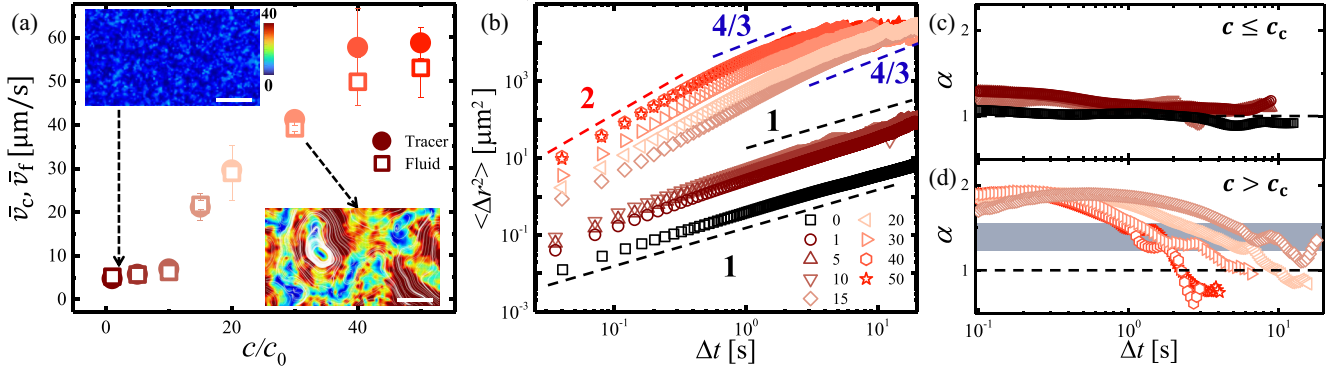 (a)
60
50
40
30
20
10
0
v̄c, v̄f [μm / s]
40
0
Tracer
Fluid
0
20
40
c/c0
(b)
10³
10¹
10⁻¹
10⁻³
<Δr²> [μm²]
2
4/3
4/3
1
1
0
1
5
10
15
20
30
40
50
10⁻¹
10⁰
10¹
Δt [s]
(c)
c ≤ cc
2
1
α
(d)
c > cc
2
1
α
10⁻¹
10⁰
10¹
Δt [s]